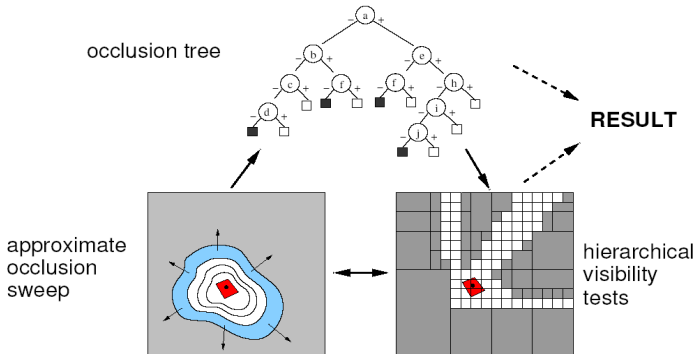 a
- +
occlusion tree
b
e
- +
- +
c
f
f
h
- +
- +
- +
- +
d
i
- +
- +
j
- +
RESULT
approximate
occlusion
sweep
hierarchical
visibility
tests